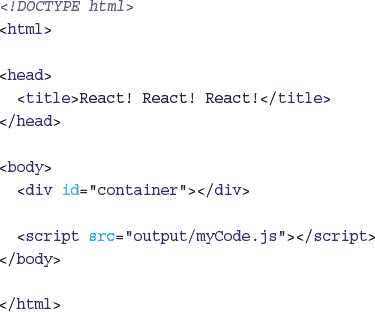 <!DOCTYPE html>
<html>
<head>
<title>React! React! React!</title>
</head>
<body>
<div id="container"></div>
<script src="output/myCode.js"></script>
</body>
</html>